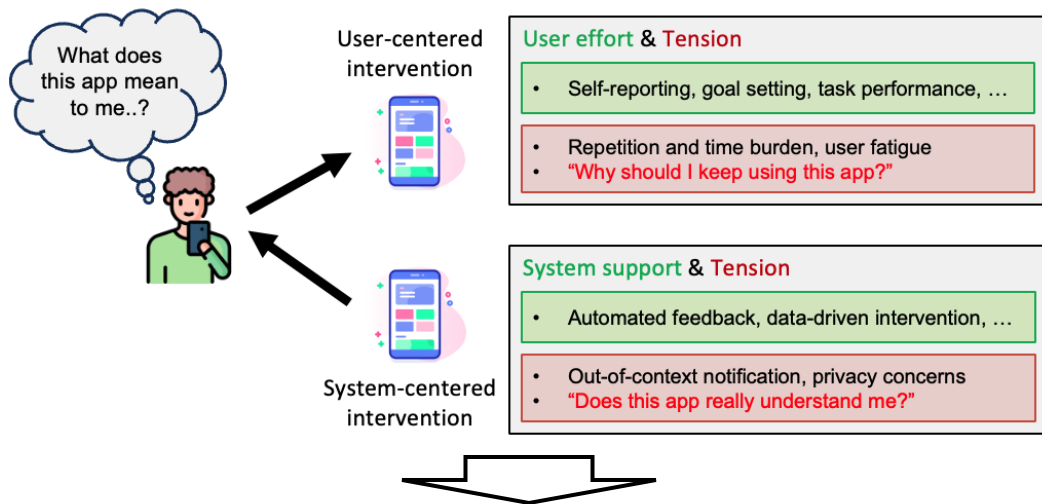 What does
this app mean
to me..?
User-centered
intervention
User effort & Tension
• Self-reporting, goal setting, task performance, …
• Repetition and time burden, user fatigue
• “Why should I keep using this app?”
System-centered
intervention
System support & Tension
• Automated feedback, data-driven intervention, …
• Out-of-context notification, privacy concerns
• “Does this app really understand me?”